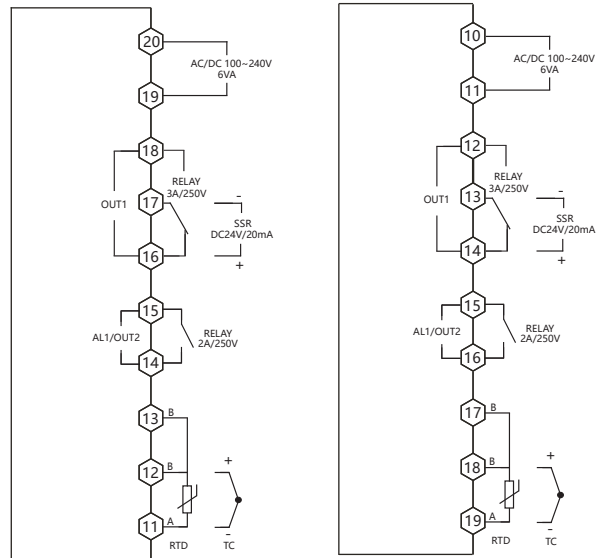 20
AC/DC 100~240V
6VA
19
18
RELAY
3A/250V
OUT1
17
-
SSR
DC24V/20mA
16
+
15
AL1/OUT2
RELAY
2A/250V
14
13
B
12
B
+
11
A
RTD
-
TC
10
AC/DC 100~240V
6VA
11
12
RELAY
3A/250V
OUT1
13
-
SSR
DC24V/20mA
14
+
15
AL1/OUT2
RELAY
2A/250V
16
17
B
18
B
+
19
A
RTD
-
TC